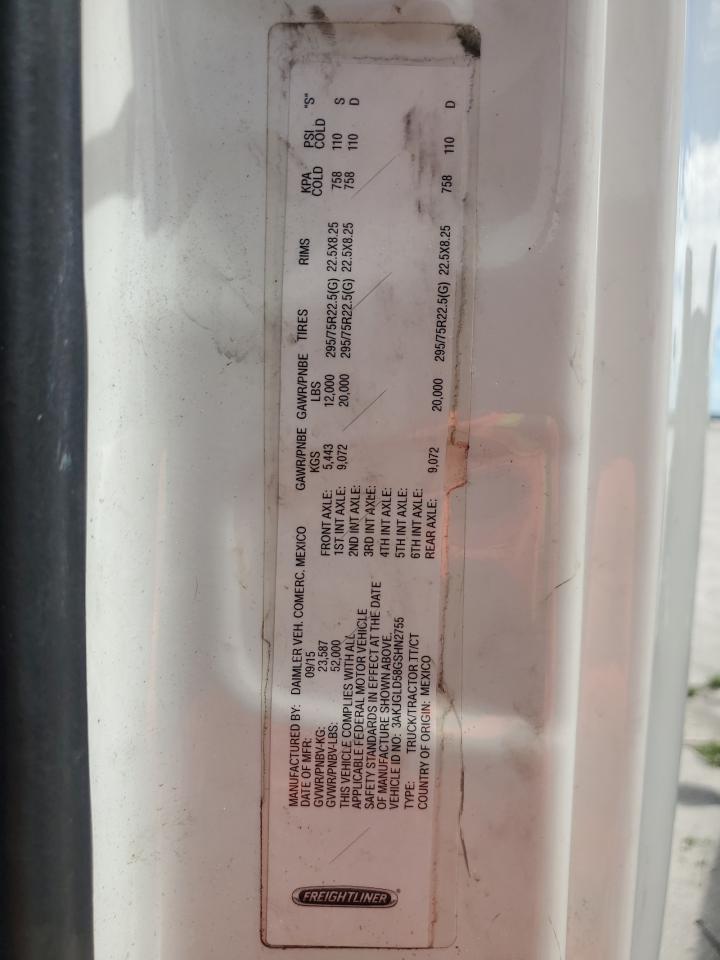 FREIGHTLINER
MANUFACTURED BY: DAIMLER VEH. COMERC. MEXICO
DATE OF MFR: 09/15
GVWR/PNBV-KG: 23,587
GVWR/PNBV-LBS: 52,000
THIS VEHICLE COMPLIES WITH ALL
APPLICABLE FEDERAL MOTOR VEHICLE
SAFETY STANDARDS IN EFFECT AT THE DATE
OF MANUFACTURE SHOWN ABOVE.
VEHICLE ID NO: 3AKJGLD58GSHN2755
TYPE: TRUCK/TRACTOR TT/CT
COUNTRY OF ORIGIN: MEXICO
GAWR/PNBE GAWR/PNBE TIRES RIMS KPA PSI "S"
KGS LBS COLD COLD
FRONT AXLE: 5,443 12,000 295/75R22.5(G) 22.5X8.25 758 110 S
1ST INT AXLE: 9,072 20,000 295/75R22.5(G) 22.5X8.25 758 110 D
2ND INT AXLE:
3RD INT AXLE:
4TH INT AXLE:
5TH INT AXLE:
6TH INT AXLE:
REAR AXLE: 9,072 20,000 295/75R22.5(G) 22.5X8.25 758 110 D